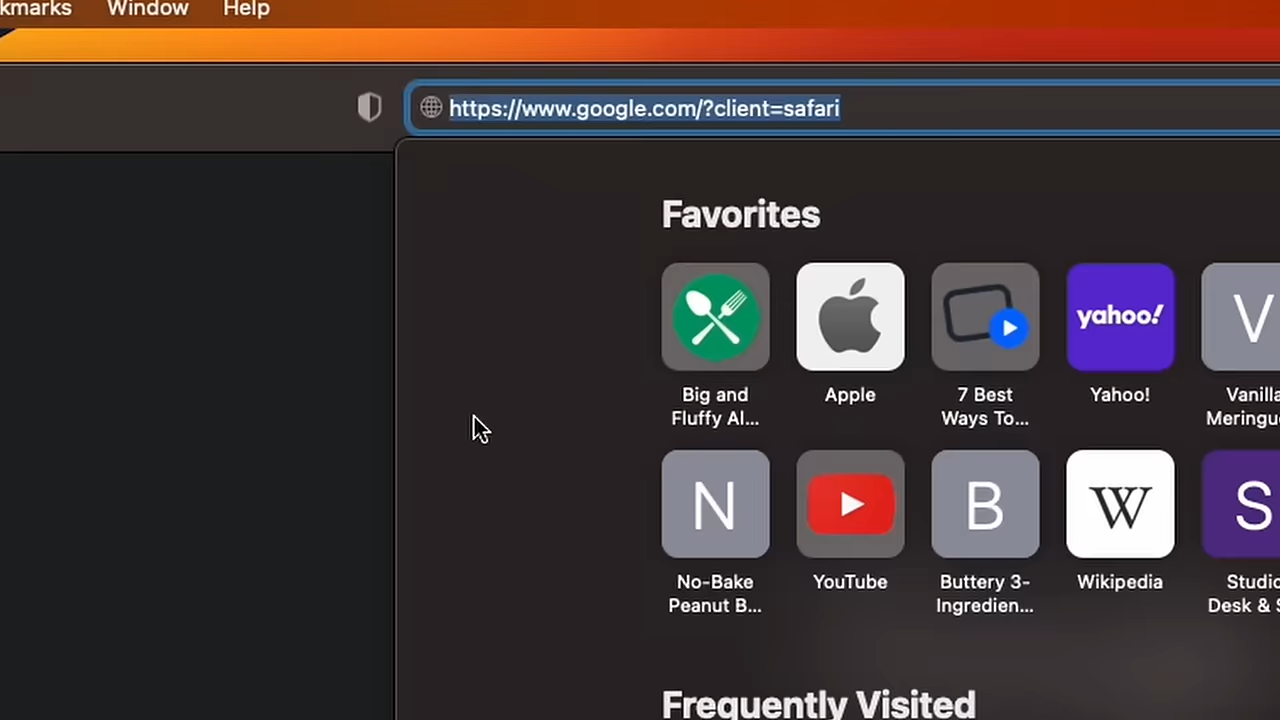 kmarks Window Help
https://www.google.com/?client=safari
Favorites
yahoo! V
Big and Apple 7 Best Yahoo! Vanilla
Fluffy Al... Ways To... Meringu
N B W S
No-Bake YouTube Buttery 3- Wikipedia Studio
Peanut B... Ingredien... Desk & S
Frequently Visited